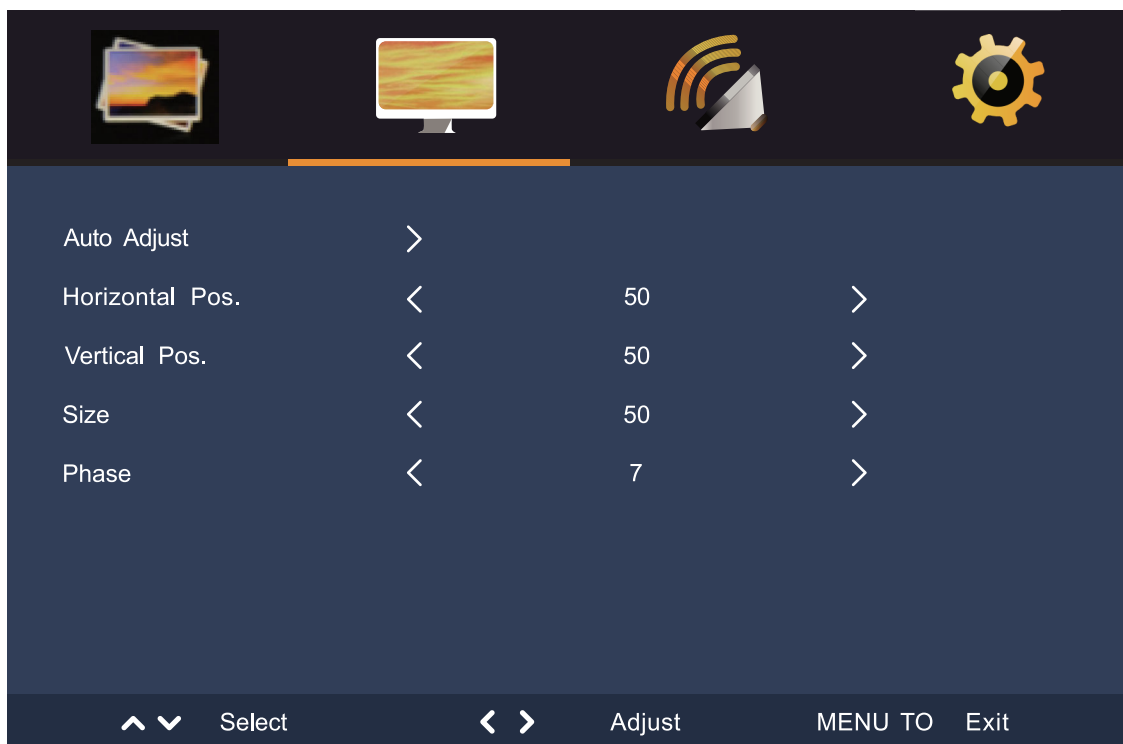 Auto Adjust
Horizontal Pos. 50
Vertical Pos. 50
Size 50
Phase 7
Select Adjust MENU TO Exit